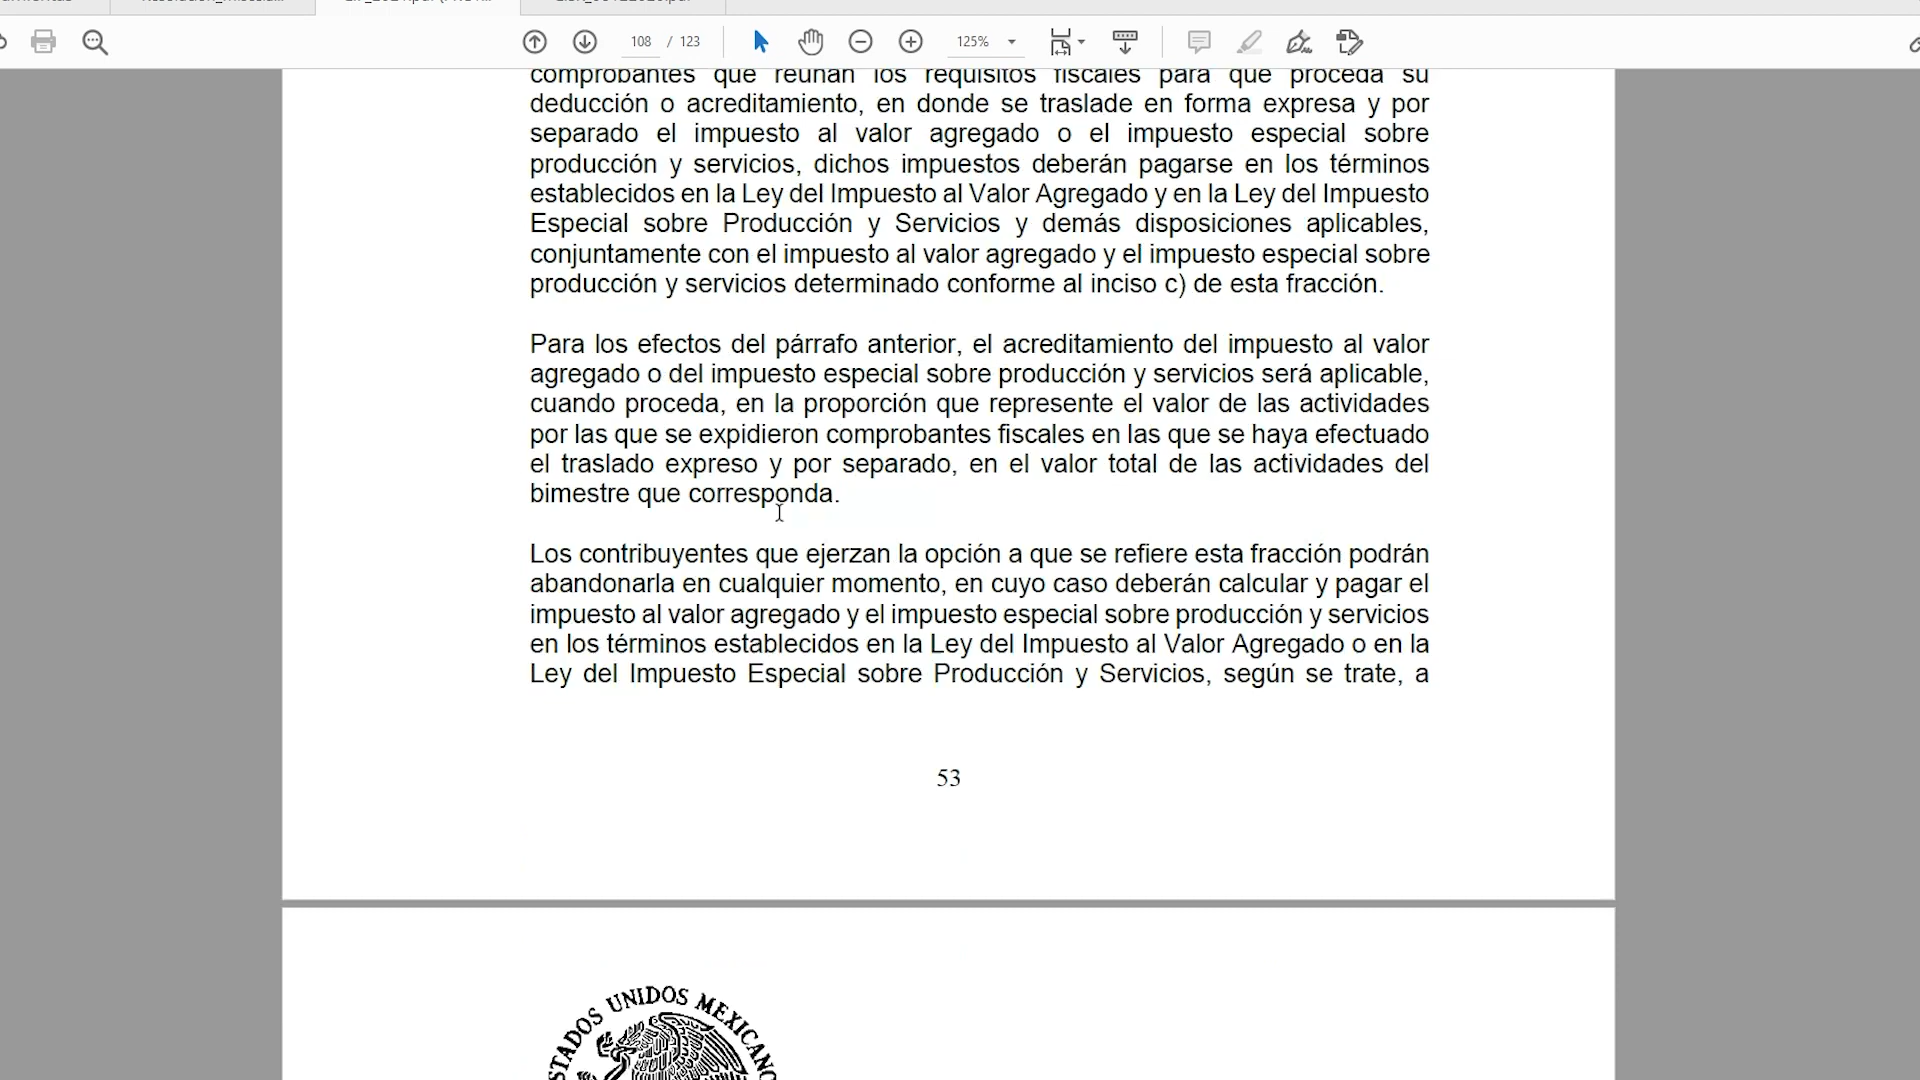 108 / 123
125%
comprobantes que reúnan los requisitos fiscales para que proceda su
deducción o acreditamiento, en donde se traslade en forma expresa y por
separado el impuesto al valor agregado o el impuesto especial sobre
producción y servicios, dichos impuestos deberán pagarse en los términos
establecidos en la Ley del Impuesto al Valor Agregado y en la Ley del Impuesto
Especial sobre Producción y Servicios y demás disposiciones aplicables,
conjuntamente con el impuesto al valor agregado y el impuesto especial sobre
producción y servicios determinado conforme al inciso c) de esta fracción.
Para los efectos del párrafo anterior, el acreditamiento del impuesto al valor
agregado o del impuesto especial sobre producción y servicios será aplicable,
cuando proceda, en la proporción que represente el valor de las actividades
por las que se expidieron comprobantes fiscales en las que se haya efectuado
el traslado expreso y por separado, en el valor total de las actividades del
bimestre que corresponda.
Los contribuyentes que ejerzan la opción a que se refiere esta fracción podrán
abandonarla en cualquier momento, en cuyo caso deberán calcular y pagar el
impuesto al valor agregado y el impuesto especial sobre producción y servicios
en los términos establecidos en la Ley del Impuesto al Valor Agregado o en la
Ley del Impuesto Especial sobre Producción y Servicios, según se trate, a
53
UNIDOS